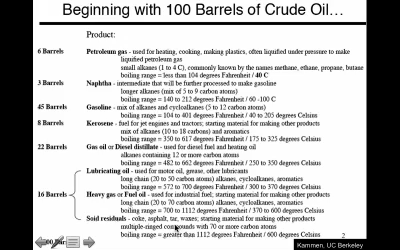 Beginning with 100 Barrels of Crude Oil…
Product:
6 Barrels Petroleum gas - used for heating, cooking, making plastics, often liquified under pressure to make
liquified petroleum gas
small alkanes (1 to 4 C), commonly known by the names methane, ethane, propane, butane
boiling range = less than 104 degrees Fahrenheit / 40 C
3 Barrels Naphtha - intermediate that will be further processed to make gasoline
longer alkanes (mix of 5 to 9 carbon atoms)
boiling range = 140 to 212 degrees Fahrenheit / 60 -100 C
45 Barrels Gasoline - mix of alkanes and cycloalkanes (5 to 12 carbon atoms)
boiling range = 104 to 401 degrees Fahrenheit / 40 to 205 degrees Celsius
8 Barrels Kerosene - fuel for jet engines and tractors; starting material for making other products
mix of alkanes (10 to 18 carbons) and aromatics
boiling range = 350 to 617 degrees Fahrenheit / 175 to 325 degrees Celsius
22 Barrels Gas oil or Diesel distillate - used for diesel fuel and heating oil
alkanes containing 12 or more carbon atoms
boiling range = 482 to 662 degrees Fahrenheit / 250 to 350 degrees Celsius
Lubricating oil - used for motor oil, grease, other lubricants
long chain (20 to 50 carbon atoms) alkanes, cycloalkanes, aromatics
boiling range = 572 to 700 degrees Fahrenheit / 300 to 370 degrees Celsius
16 Barrels Heavy gas or Fuel oil - used for industrial fuel; starting material for making other products
long chain (20 to 70 carbon atoms) alkanes, cycloalkanes, aromatics
boiling range = 700 to 1112 degrees Fahrenheit / 370 to 600 degrees Celsius
Soid residuals - coke, asphalt, tar, waxes; starting material for making other products
multiple-ringed compounds with 70 or more carbon atoms
boiling range = greater than 1112 degrees Fahrenheit / 600 degrees Celsius
2
Kammen, UC Berkeley